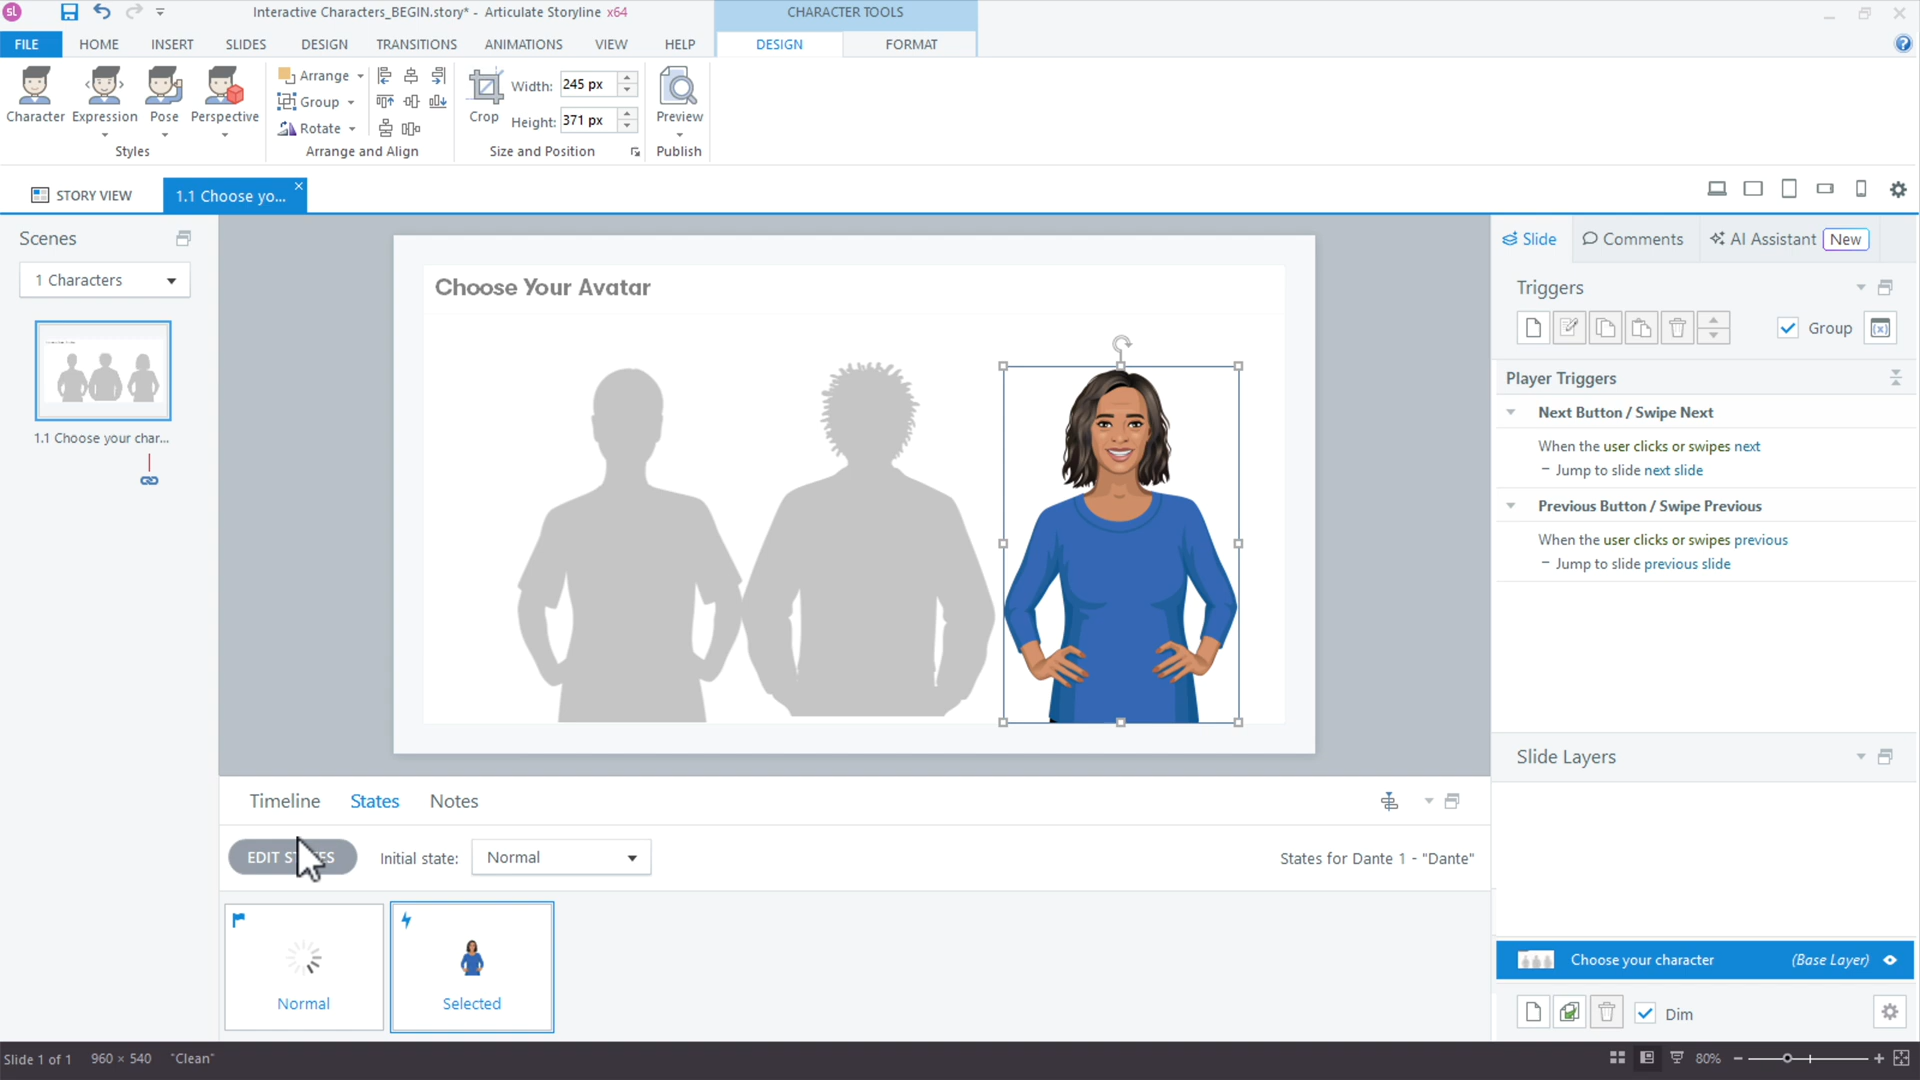 sl
Interactive Characters_BEGIN.story* - Articulate Storyline x64
CHARACTER TOOLS
FILE HOME INSERT SLIDES DESIGN TRANSITIONS ANIMATIONS VIEW HELP DESIGN FORMAT
Character Expression Pose Perspective
Styles
Arrange
Group
Rotate
Arrange and Align
Crop
Width: 245 px
Height: 371 px
Size and Position
Preview
Publish
STORY VIEW
1.1 Choose yo...
Scenes
1 Characters
1.1 Choose your char...
Choose Your Avatar
Slide
Comments
AI Assistant New
Triggers
Group
(x)
Player Triggers
Next Button / Swipe Next
When the user clicks or swipes next
– Jump to slide next slide
Previous Button / Swipe Previous
When the user clicks or swipes previous
– Jump to slide previous slide
Slide Layers
Choose your character (Base Layer)
Dim
Timeline States Notes
Initial state: Normal
States for Dante 1 - "Dante"
Normal
Selected
Slide 1 of 1 960 × 540 "Clean"
80%